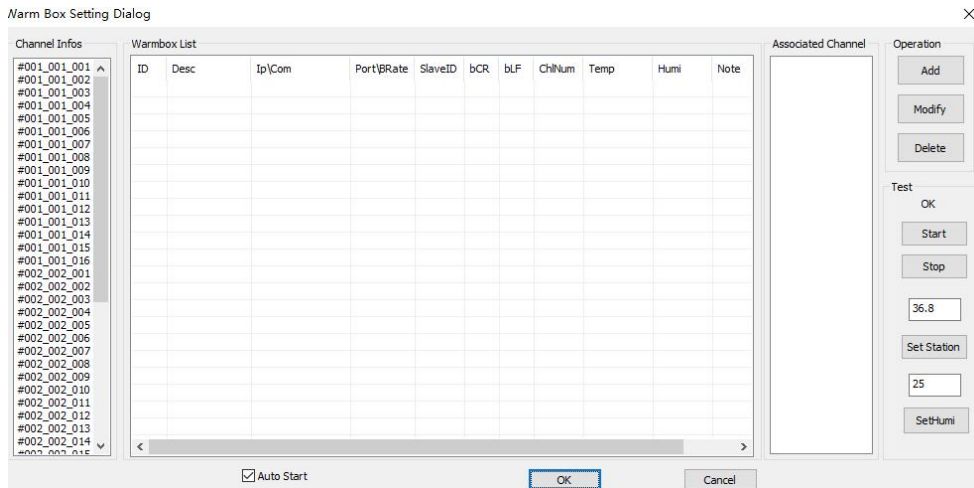 Warm Box Setting Dialog
Channel Infos
#001_001_001
#001_001_002
#001_001_003
#001_001_004
#001_001_005
#001_001_006
#001_001_007
#001_001_008
#001_001_009
#001_001_010
#001_001_011
#001_001_012
#001_001_013
#001_001_014
#001_001_015
#001_001_016
#002_002_001
#002_002_002
#002_002_003
#002_002_004
#002_002_005
#002_002_006
#002_002_007
#002_002_008
#002_002_009
#002_002_010
#002_002_011
#002_002_012
#002_002_013
#002_002_014
Warmbox List
ID Desc Ip\Com Port\BRate SlaveID bCR bLF ChlNum Temp Humi Note
Associated Channel
Operation
Add
Modify
Delete
Test
OK
Start
Stop
36.8
Set Station
25
SetHumi
Auto Start
OK
Cancel